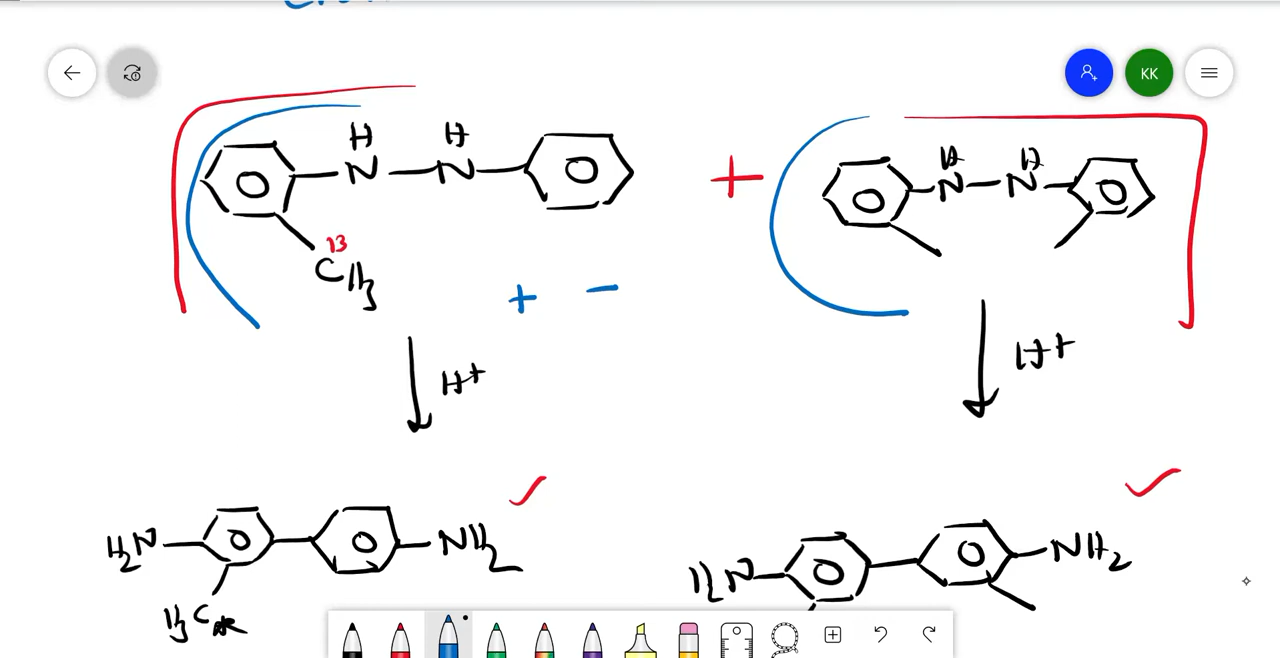 KK
H H H H
N N + N N
13
CH3
+ -
H+ H+
H2N NH2 H2N NH2
H3C